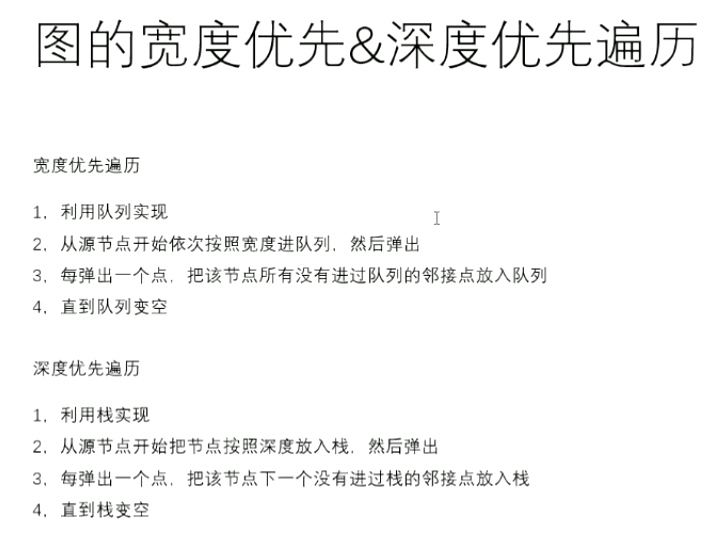 图的宽度优先&深度优先遍历
宽度优先遍历
1，利用队列实现
2，从源节点开始依次按照宽度进队列，然后弹出
3，每弹出一个点，把该节点所有没有进过队列的邻接点放入队列
4，直到队列变空
深度优先遍历
1，利用栈实现
2，从源节点开始把节点按照深度放入栈，然后弹出
3，每弹出一个点，把该节点下一个没有进过栈的邻接点放入栈
4，直到栈变空